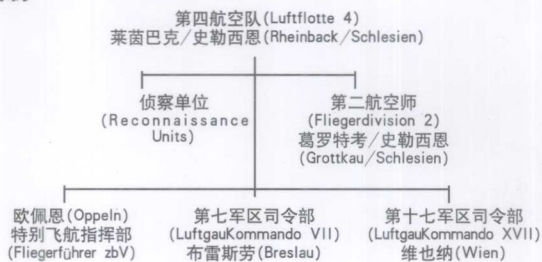 第四航空队(Luftflotte 4)
莱茵巴克/史勒西恩(Rheinback/Schlesien)
侦察单位
(Reconnaissance
Units)
第二航空师
(Fliegerdivision 2)
葛罗特考/史勒西恩
(Grottkau/Schlesien)
欧佩恩(Oppeln)
特别飞航指挥部
(Fliegerführer zbV)
第七军区司令部
(LuftgauKommando VII)
布雷斯劳(Breslau)
第十七军区司令部
(LuftgauKommando XVII)
维也纳(Wien)